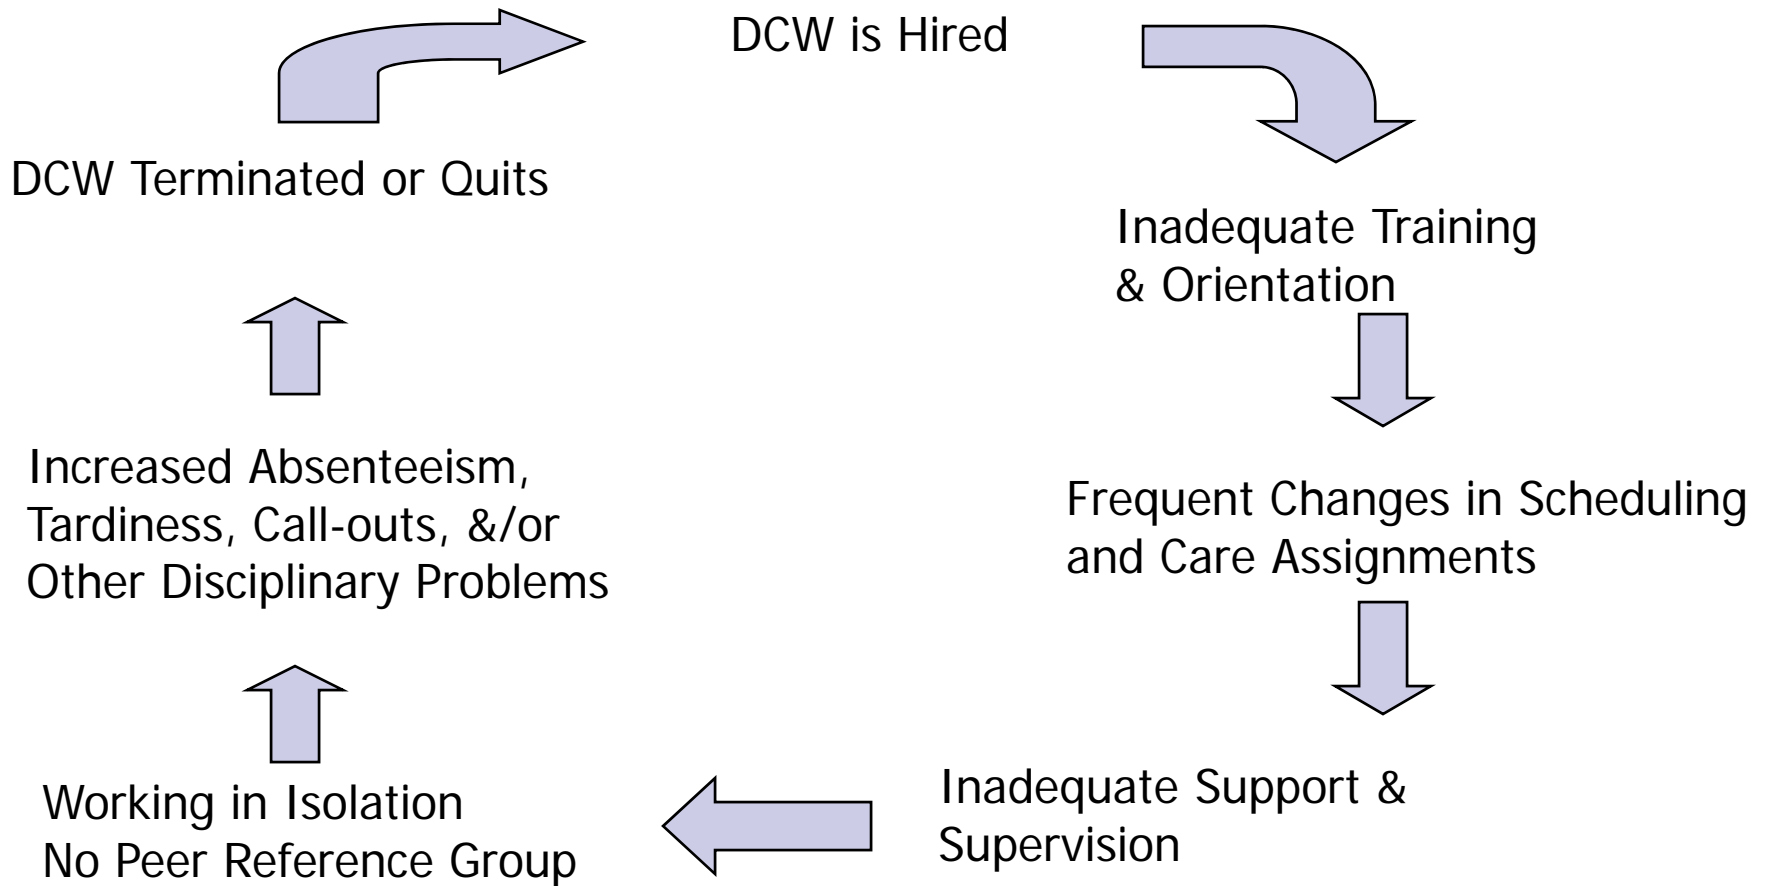 DCW is Hired
Inadequate Training
& Orientation
Frequent Changes in Scheduling
and Care Assignments
Inadequate Support &
Supervision
Working in Isolation
No Peer Reference Group
Increased Absenteeism,
Tardiness, Call-outs, &/or
Other Disciplinary Problems
DCW Terminated or Quits